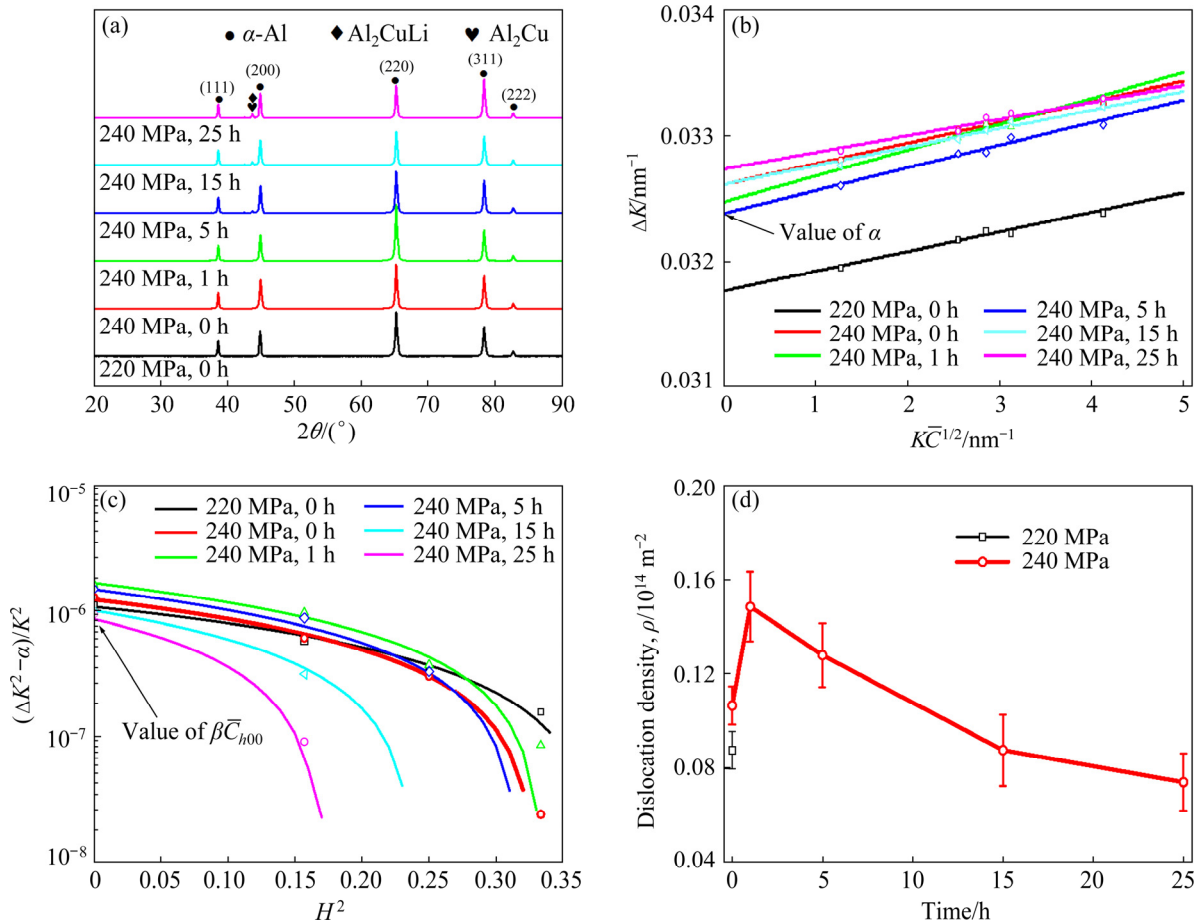 (a)
● α-Al ♦ Al₂CuLi ♥ Al₂Cu
(111)
(200)
(220)
(311)
(222)
240 MPa, 25 h
240 MPa, 15 h
240 MPa, 5 h
240 MPa, 1 h
240 MPa, 0 h
220 MPa, 0 h
20 30 40 50 60 70 80 90
2θ/(°)
(b)
0.034
0.033
0.032
0.031
ΔK/nm⁻¹
Value of α
220 MPa, 0 h 240 MPa, 5 h
240 MPa, 0 h 240 MPa, 15 h
240 MPa, 1 h 240 MPa, 25 h
0 1 2 3 4 5
KC̅^{1/2}/nm⁻¹
(c)
10⁻⁵
10⁻⁶
10⁻⁷
10⁻⁸
(ΔK²−α)/K²
220 MPa, 0 h 240 MPa, 5 h
240 MPa, 0 h 240 MPa, 15 h
240 MPa, 1 h 240 MPa, 25 h
Value of βC̅ₕ₀₀
0 0.05 0.10 0.15 0.20 0.25 0.30 0.35
H²
(d)
0.20
0.16
0.12
0.08
0.04
Dislocation density, ρ/10¹⁴ m⁻²
220 MPa
240 MPa
0 5 10 15 20 25
Time/h